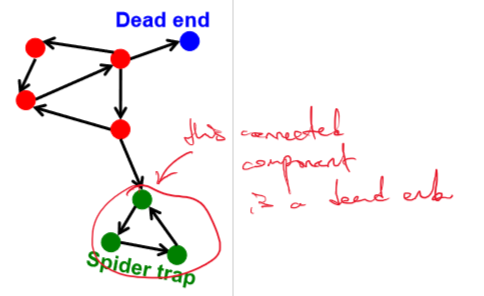 Dead end
this connected
component
is a dead end
Spider trap